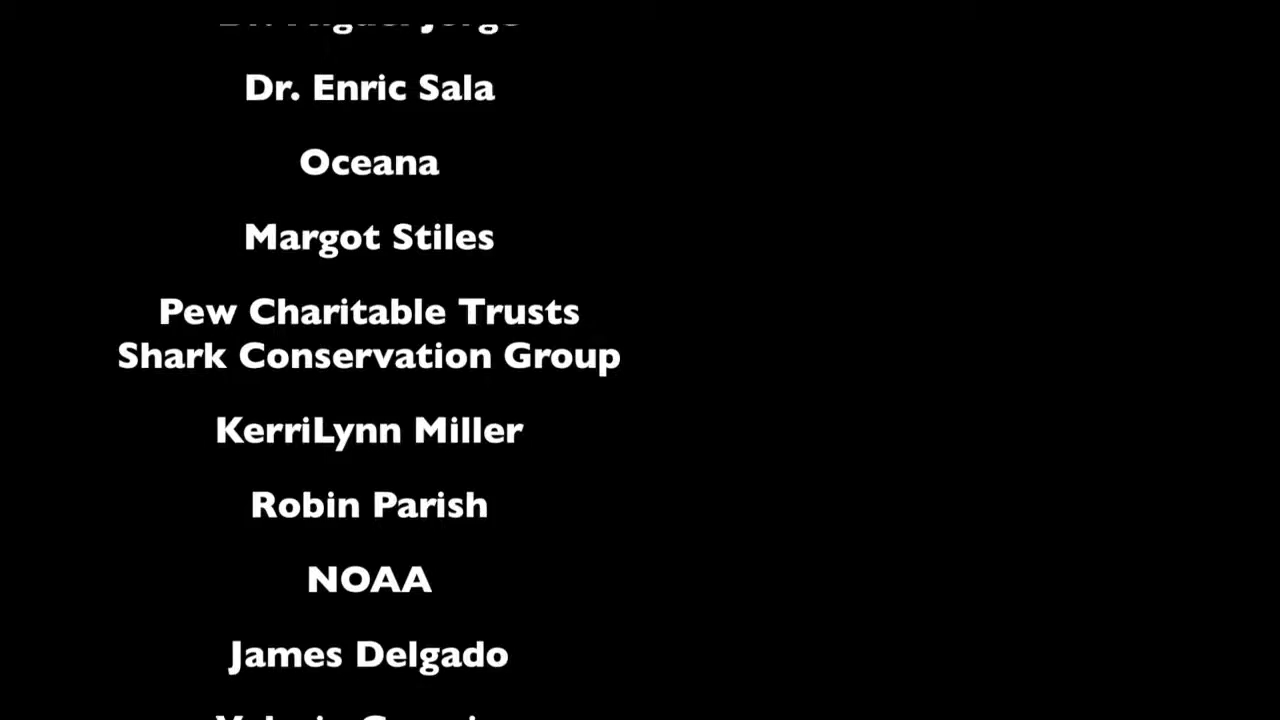 Dr. Enric Sala
Oceana
Margot Stiles
Pew Charitable Trusts
Shark Conservation Group
KerriLynn Miller
Robin Parish
NOAA
James Delgado